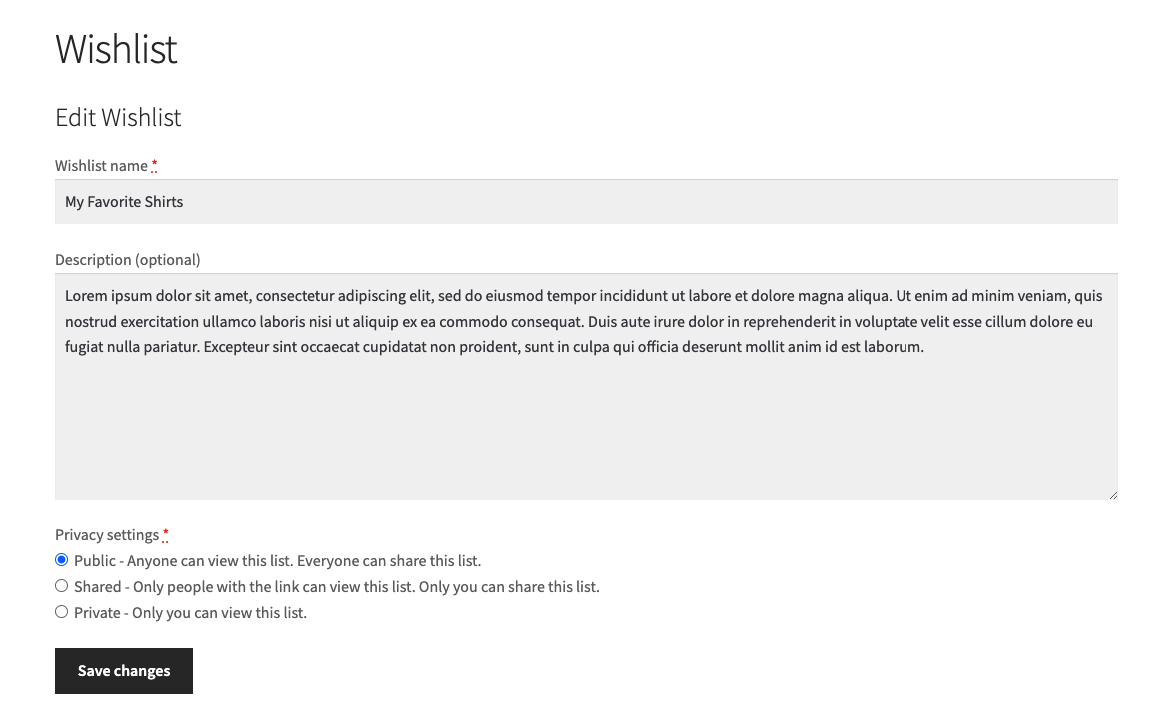 Wishlist
Edit Wishlist
Wishlist name *
My Favorite Shirts
Description (optional)
Lorem ipsum dolor sit amet, consectetur adipiscing elit, sed do eiusmod tempor incididunt ut labore et dolore magna aliqua. Ut enim ad minim veniam, quis
nostrud exercitation ullamco laboris nisi ut aliquip ex ea commodo consequat. Duis aute irure dolor in reprehenderit in voluptate velit esse cillum dolore eu
fugiat nulla pariatur. Excepteur sint occaecat cupidatat non proident, sunt in culpa qui officia deserunt mollit anim id est laborum.
Privacy settings *
Public - Anyone can view this list. Everyone can share this list.
Shared - Only people with the link can view this list. Only you can share this list.
Private - Only you can view this list.
Save changes